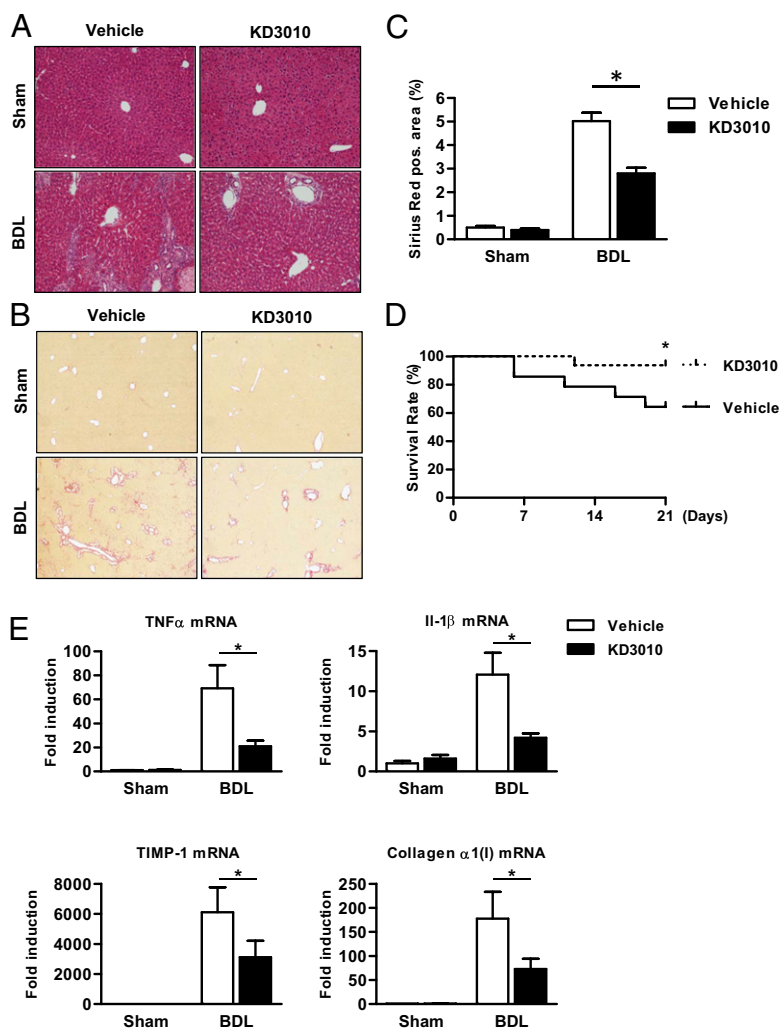 A
Vehicle
KD3010
Sham
BDL
B
Vehicle
KD3010
Sham
BDL
C
Sirius Red pos. area (%)
6
5
4
3
2
1
0
*
Sham
BDL
Vehicle
KD3010
D
Survival Rate (%)
100
80
60
40
20
0
0
7
14
21
(Days)
*
KD3010
Vehicle
E
TNFα mRNA
Fold induction
100
80
60
40
20
0
*
Sham
BDL
Il-1β mRNA
Fold induction
15
10
5
0
*
Sham
BDL
Vehicle
KD3010
TIMP-1 mRNA
Fold induction
8000
6000
4000
2000
0
*
Sham
BDL
Collagen α1(I) mRNA
Fold induction
250
200
150
100
50
0
*
Sham
BDL